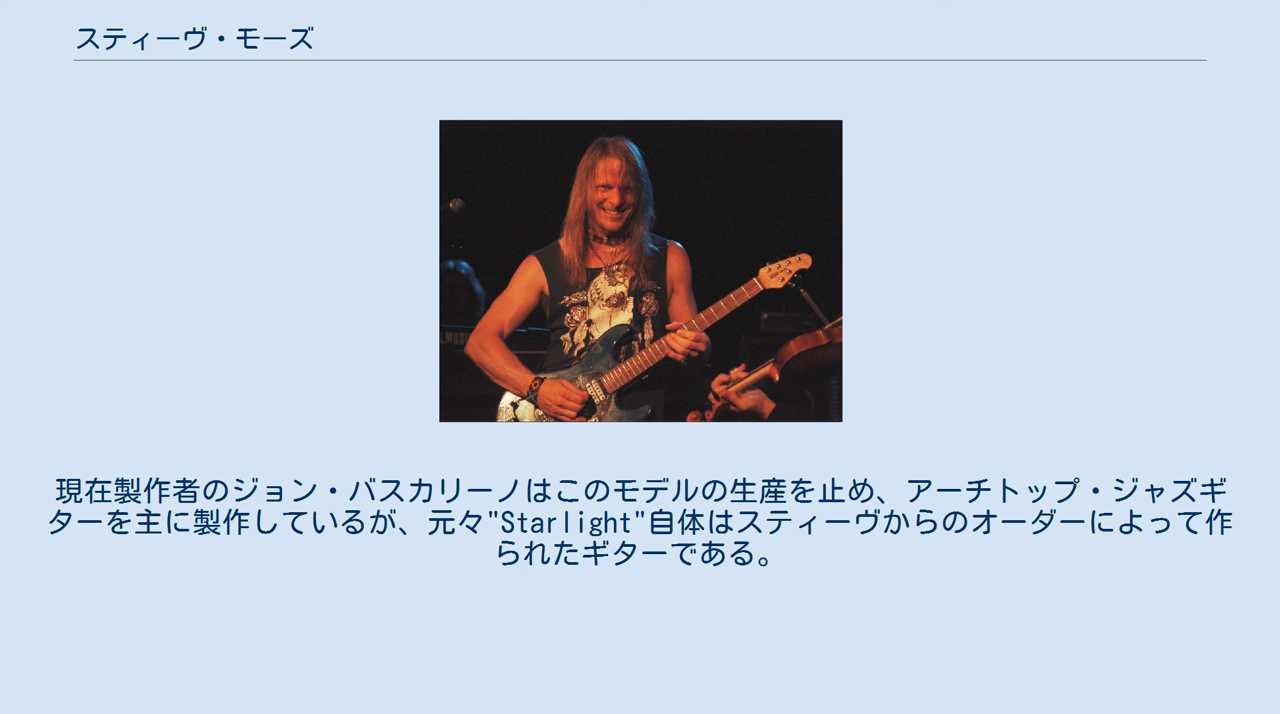 スティーヴ・モーズ
現在製作者のジョン・バスカリーノはこのモデルの生産を止め、アーチトップ・ジャズギ
ターを主に製作しているが、元々"Starlight"自体はスティーヴからのオーダーによって作
られたギターである。